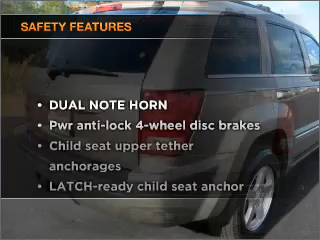 SAFETY FEATURES
• DUAL NOTE HORN
• Pwr anti-lock 4-wheel disc brakes
• Child seat upper tether
anchorages
• LATCH-ready child seat anchor